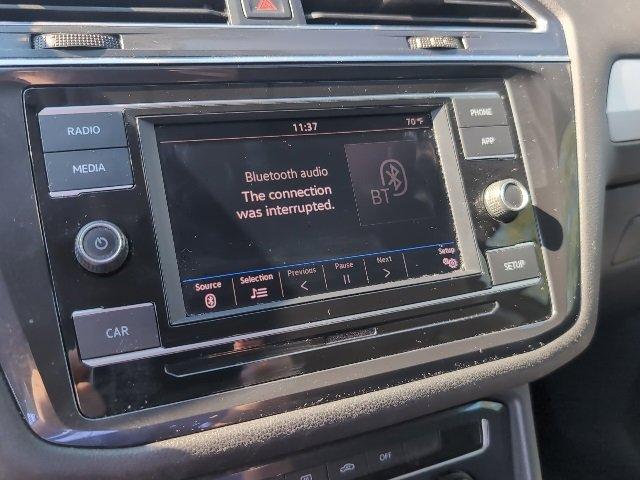 RADIO
MEDIA
CAR
11:37
70 °F
Bluetooth audio
The connection
was interrupted.
BT
Source
Selection
Previous
Pause
Next
Setup
PHONE
APP
SETUP
OFF